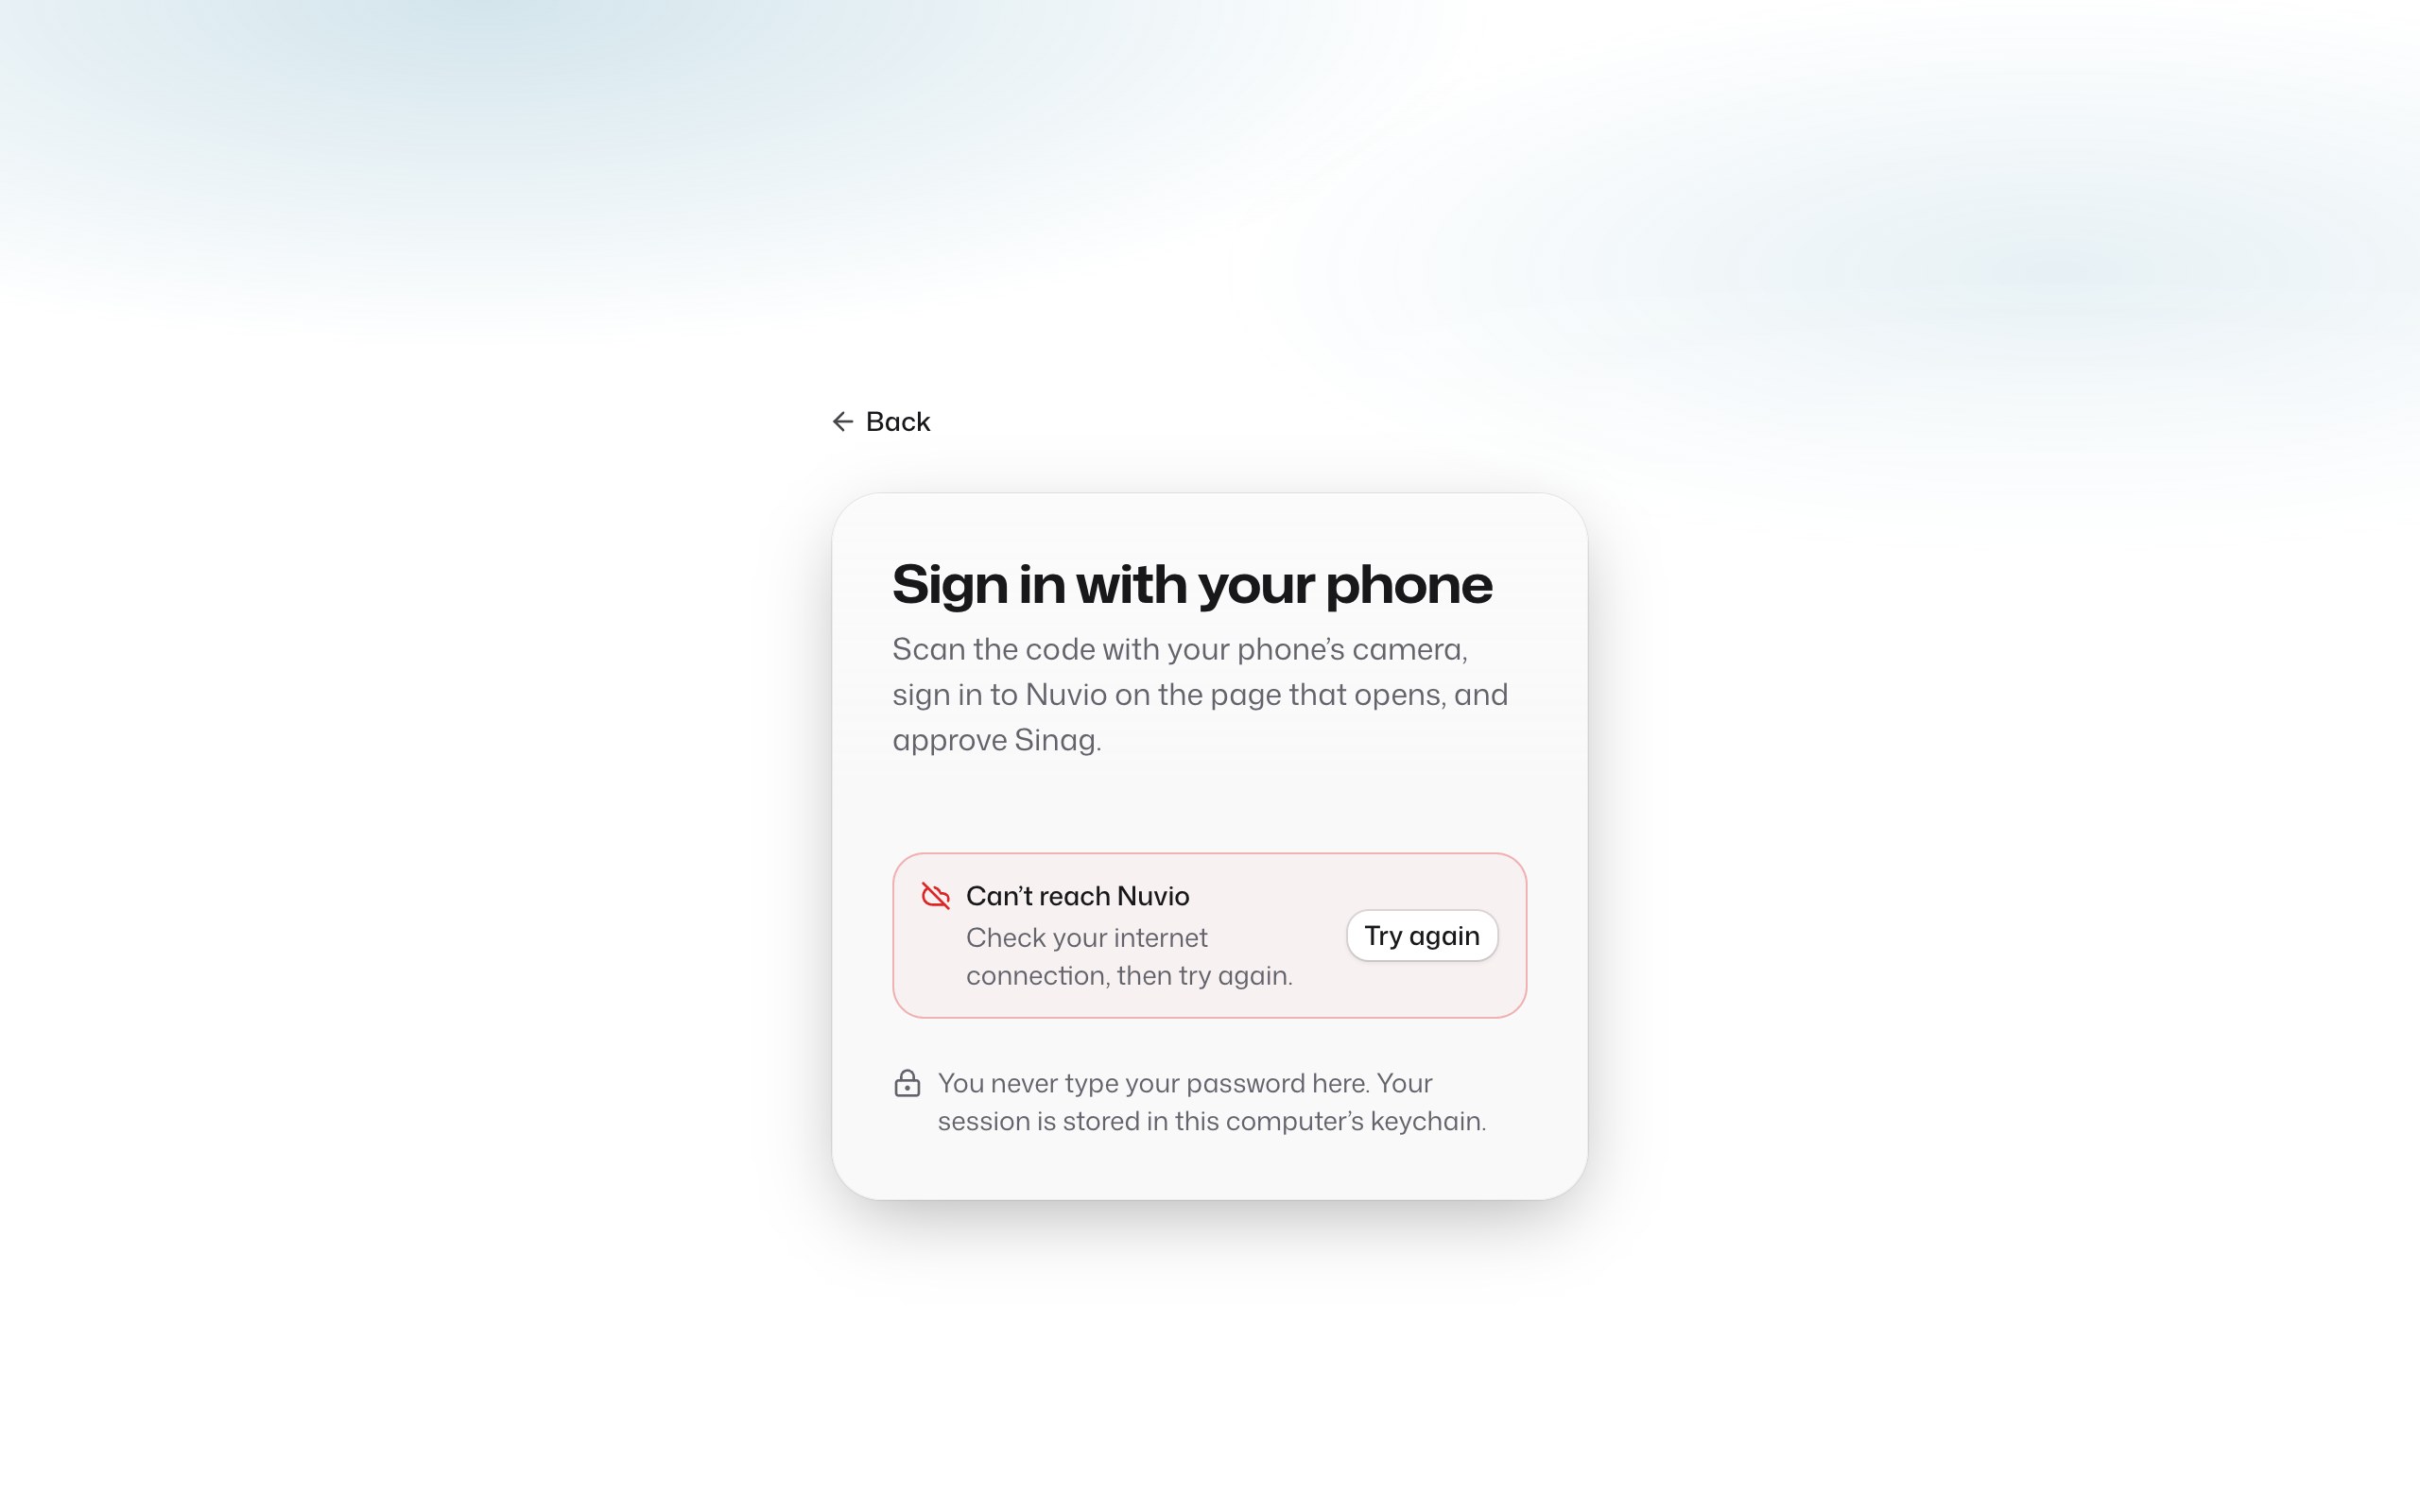 Back
Sign in with your phone
Scan the code with your phone’s camera,
sign in to Nuvio on the page that opens, and
approve Sinag.
Can’t reach Nuvio
Check your internet
connection, then try again.
Try again
You never type your password here. Your
session is stored in this computer’s keychain.